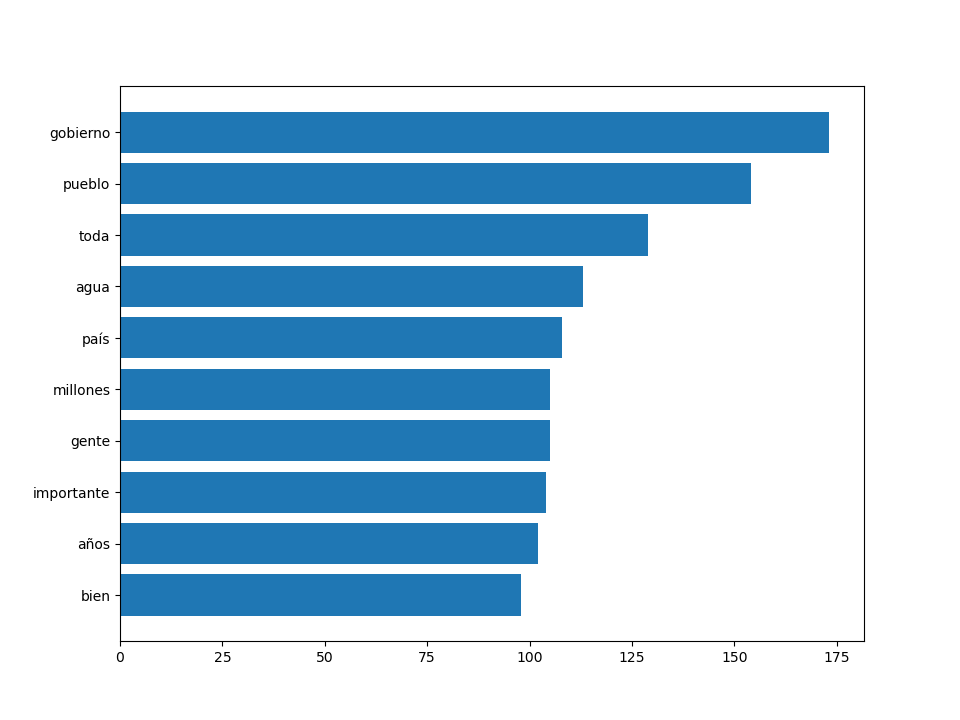 gobierno
pueblo
toda
agua
país
millones
gente
importante
años
bien
0 25 50 75 100 125 150 175